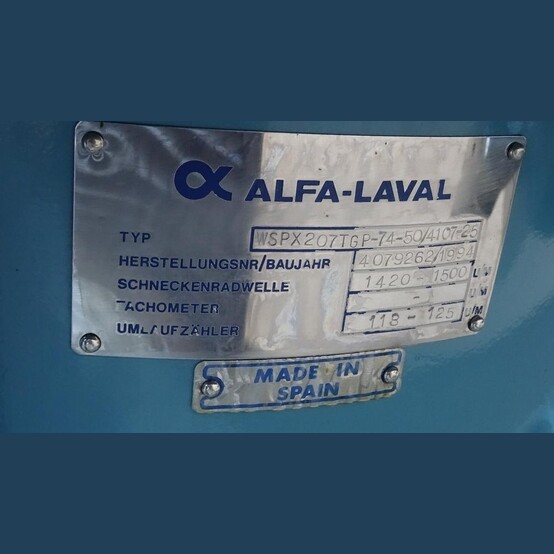 ALFA-LAVAL
TYP WSPX207TGP-74-50/4107-25
HERSTELLUNGSNR/BAUJAHR 4079262/1994
SCHNECKENRADWELLE 1420 - 1500 U/M
TACHOMETER - U/M
UMLAUFZÄHLER 118 - 125 U/M
MADE IN
SPAIN